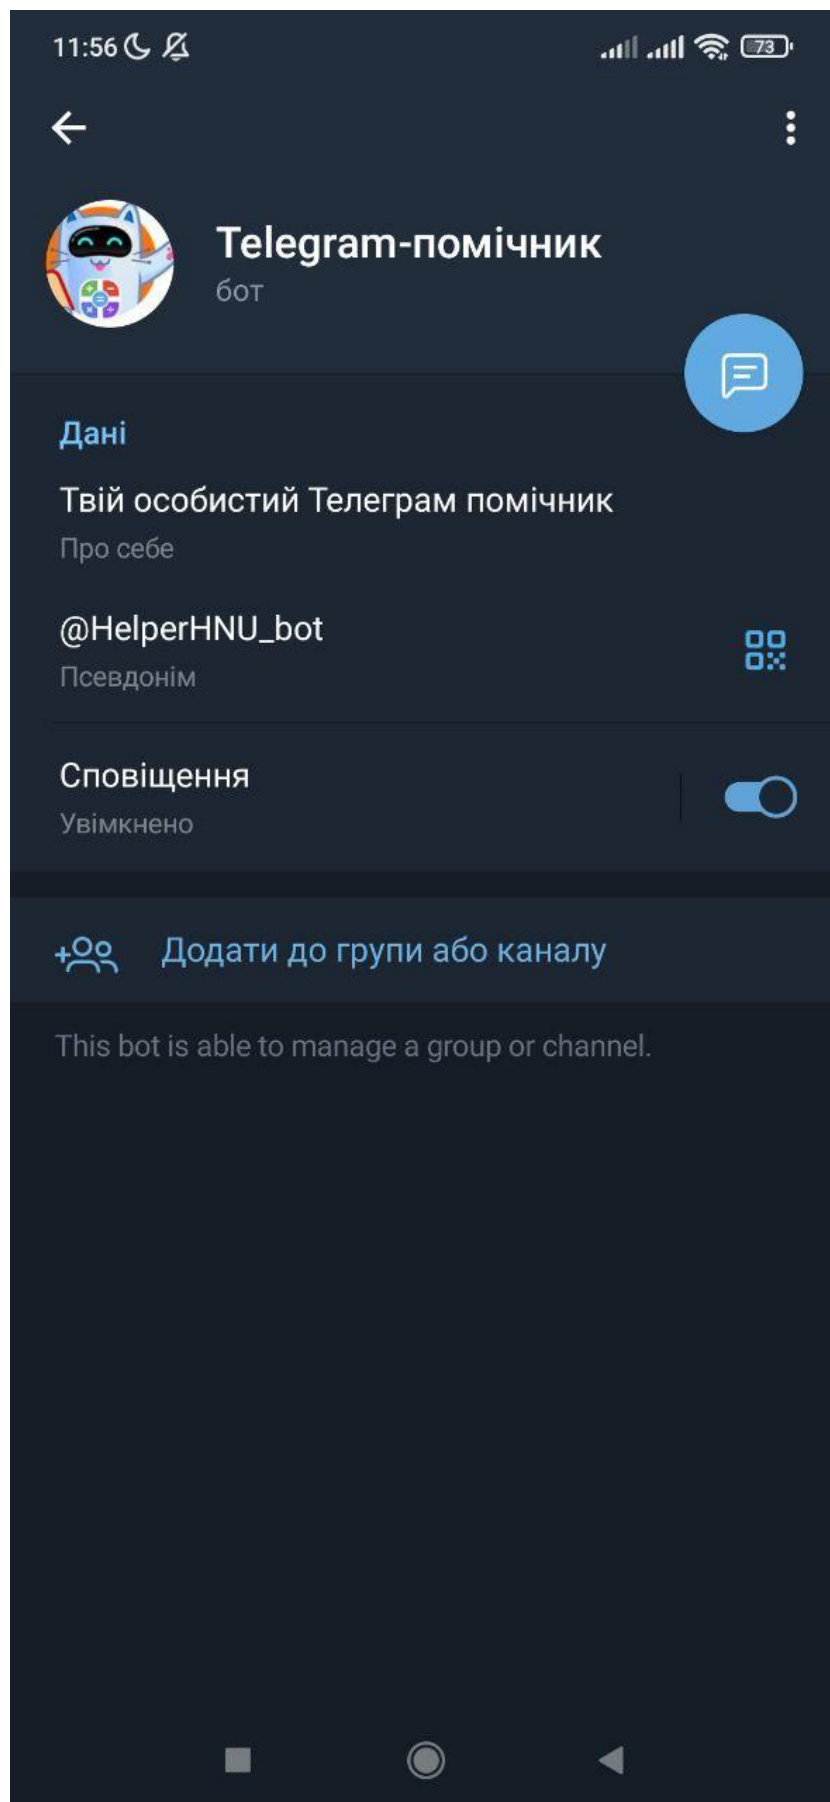 11:56
73
Telegram-помічник
бот
Дані
Твій особистий Телеграм помічник
Про себе
@HelperHNU_bot
Псевдонім
Сповіщення
Увімкнено
Додати до групи або каналу
This bot is able to manage a group or channel.